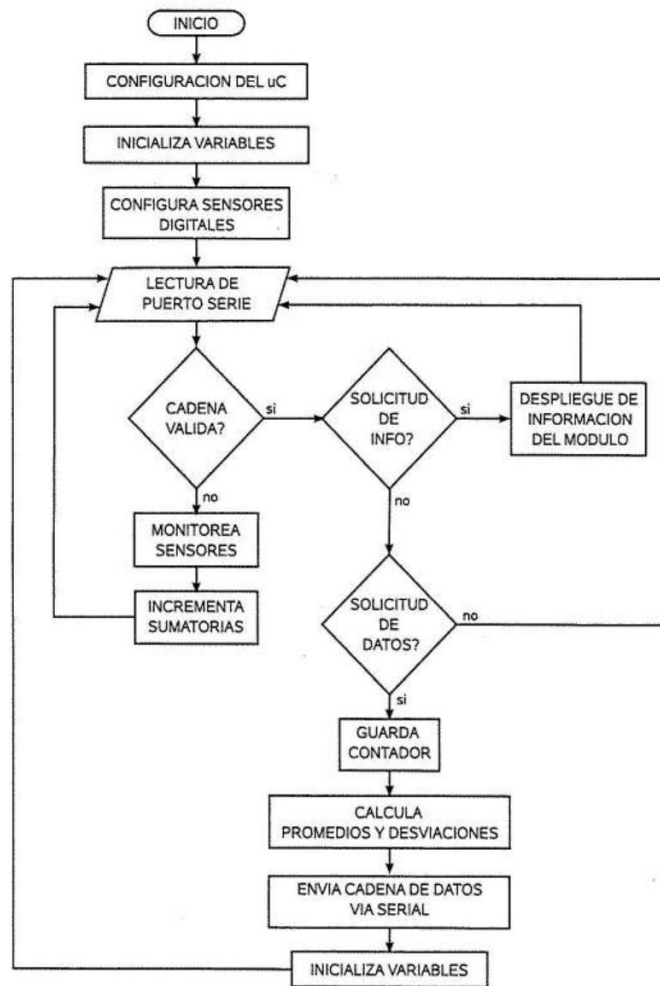 INICIO
CONFIGURACION DEL uC
INICIALIZA VARIABLES
CONFIGURA SENSORES
DIGITALES
LECTURA DE
PUERTO SERIE
CADENA
VALIDA?
si
SOLICITUD
DE
INFO?
si
DESPLIEGUE DE
INFORMACION
DEL MODULO
no
MONITOREA
SENSORES
INCREMENTA
SUMATORIAS
no
SOLICITUD
DE
DATOS?
no
si
GUARDA
CONTADOR
CALCULA
PROMEDIOS Y DESVIACIONES
ENVIA CADENA DE DATOS
VIA SERIAL
INICIALIZA VARIABLES